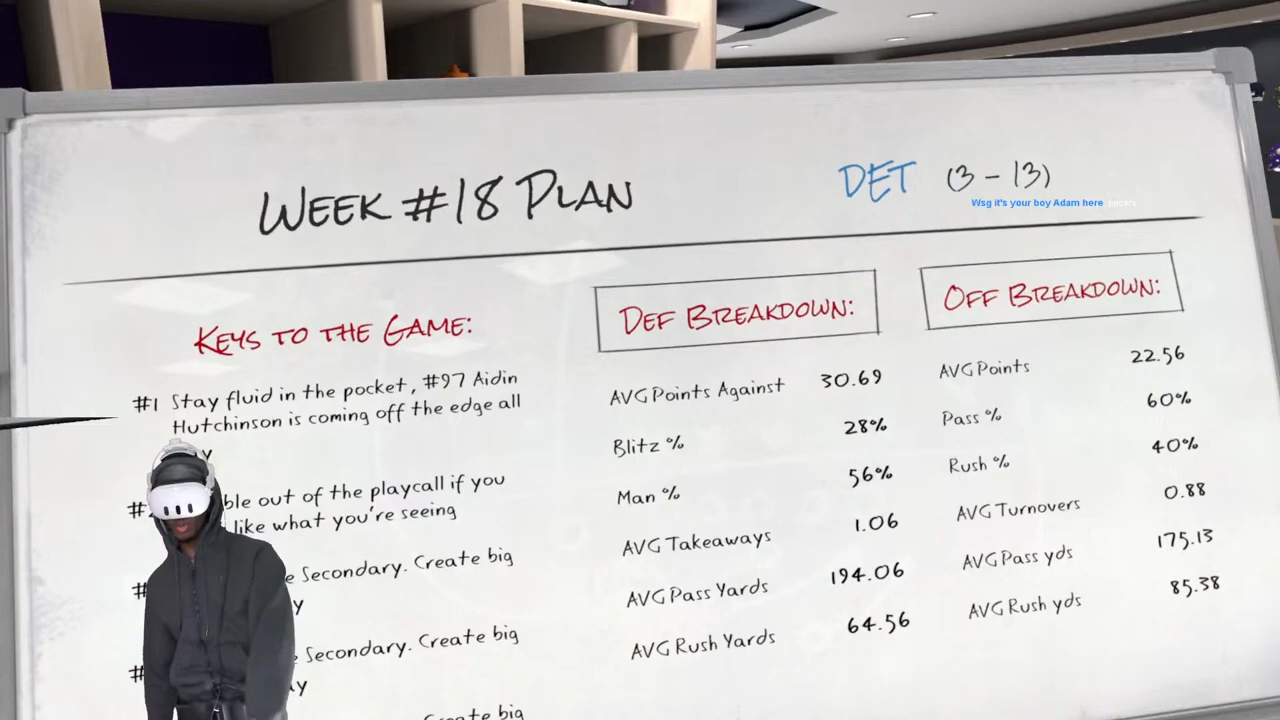 WEEK #18 PLAN
DET (3 - 13)
Wsg it's your boy Adam here
KEYS TO THE GAME:
#1 Stay fluid in the pocket, #97 Aidin
Hutchinson is coming off the edge all
y
ble out of the playcall if you
like what you're seeing
e Secondary. Create big
y
e Secondary. Create big
y
Create big
DEF BREAKDOWN:
AVG Points Against 30.69
Blitz % 28%
Man % 56%
AVG Takeaways 1.06
AVG Pass Yards 194.06
AVG Rush Yards 64.56
OFF BREAKDOWN:
AVG Points 22.56
Pass % 60%
Rush % 40%
AVG Turnovers 0.88
AVG Pass yds 175.13
AVG Rush yds 85.38